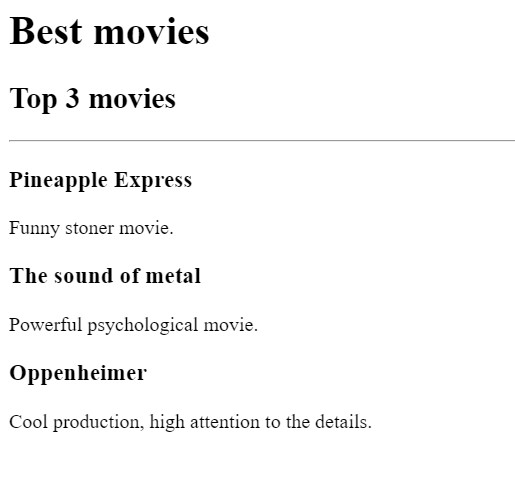 Best movies
Top 3 movies
Pineapple Express
Funny stoner movie.
The sound of metal
Powerful psychological movie.
Oppenheimer
Cool production, high attention to the details.